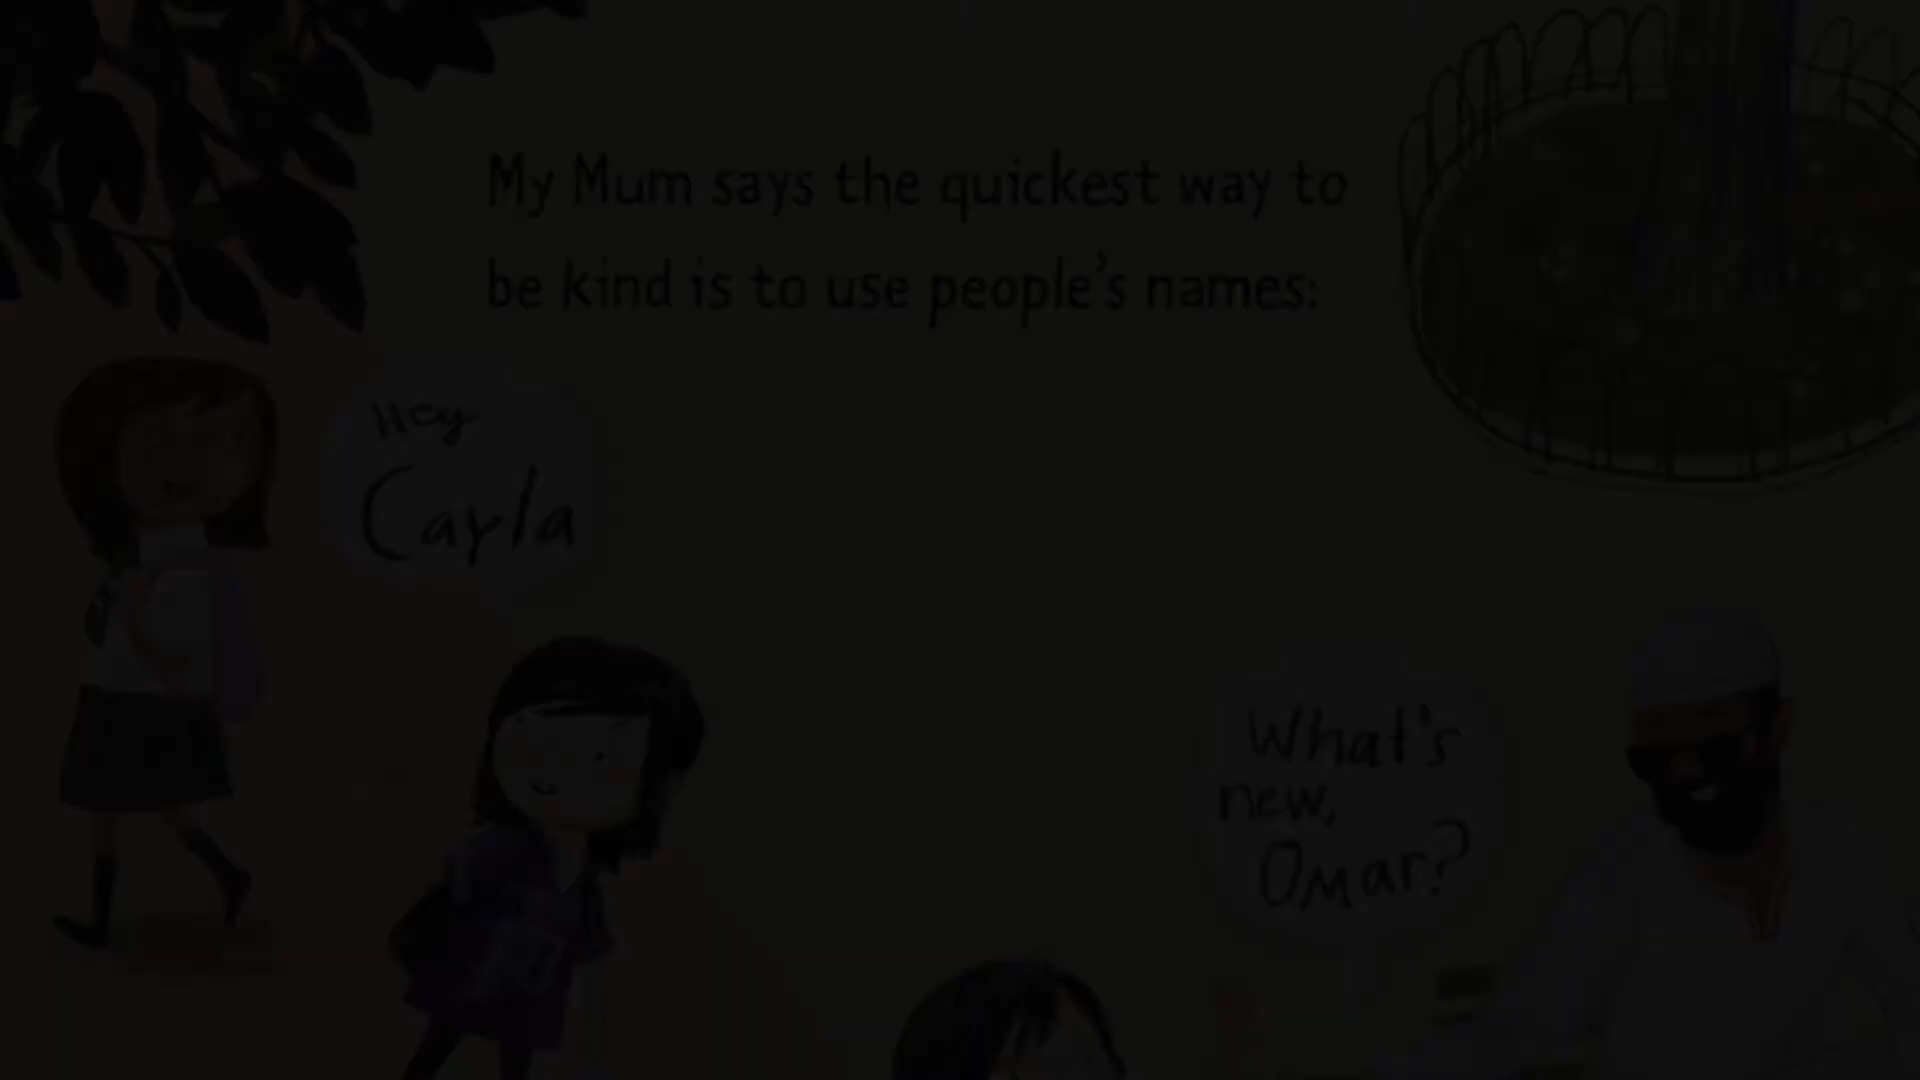 My Mum says the quickest way to
be kind is to use people's names:
Hey
Cayla
What's
new,
Omar?